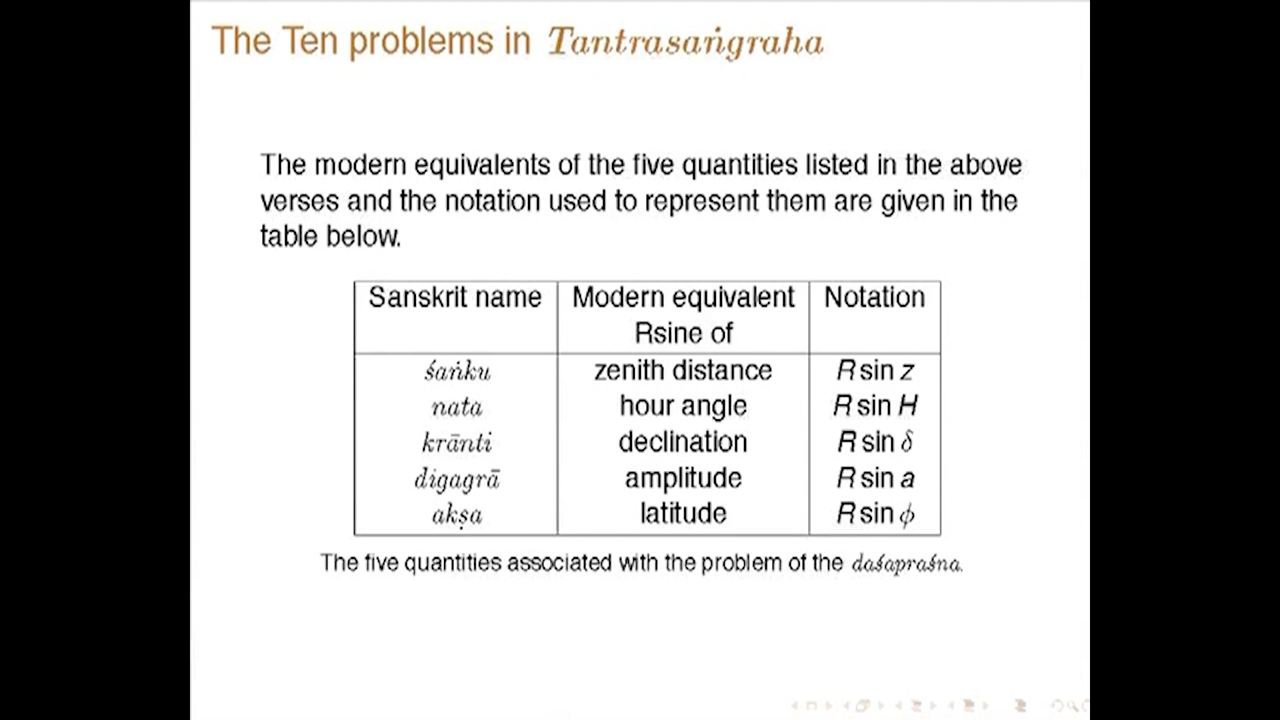 The Ten problems in Tantrasaṅgraha
The modern equivalents of the five quantities listed in the above
verses and the notation used to represent them are given in the
table below.
Sanskrit name Modern equivalent Notation
Rsine of
śaṅku zenith distance R sin z
nata hour angle R sin H
krānti declination R sin δ
digagrā amplitude R sin a
akṣa latitude R sin ϕ
The five quantities associated with the problem of the daśapraśna.